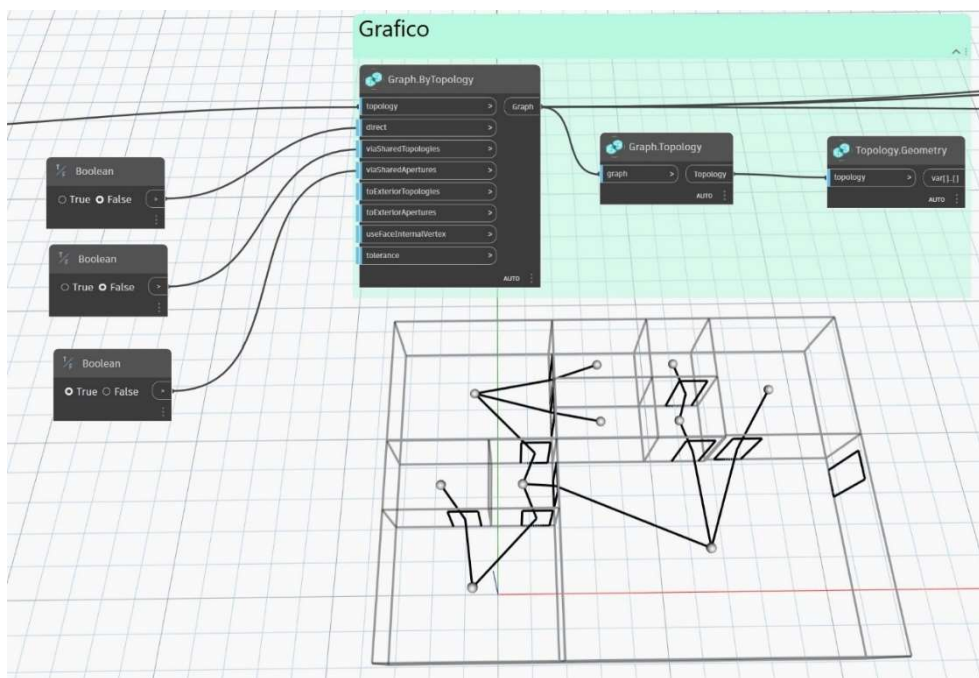 Grafico
Graph.ByTopology
topology >
Graph
direct >
viaSharedTopologies >
viaSharedApertures >
toExteriorTopologies >
toExteriorApertures >
useFaceInternalVertex >
tolerance >
AUTO
Graph.Topology
graph >
Topology
AUTO
Topology.Geometry
topology >
var[]..[]
AUTO
Boolean
True False >
Boolean
True False >
Boolean
True False >